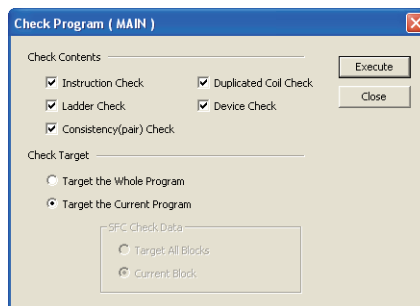 Check Program ( MAIN )
Check Contents
Execute
Instruction Check
Duplicated Coil Check
Ladder Check
Device Check
Close
Consistency(pair) Check
Check Target
Target the Whole Program
Target the Current Program
SFC Check Data
Target All Blocks
Current Block